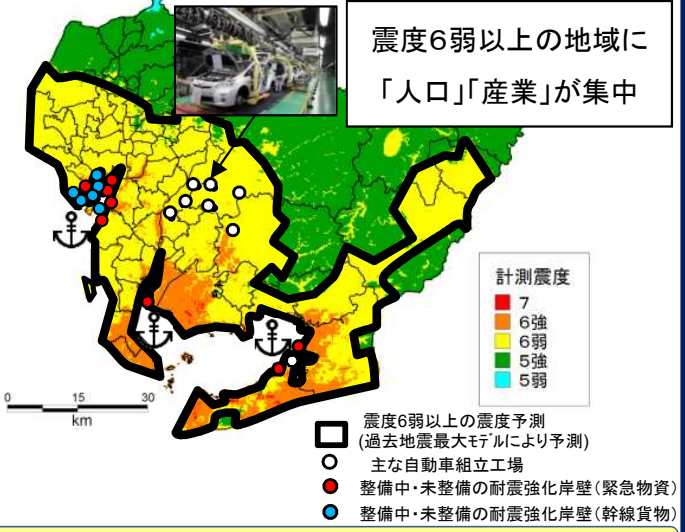 震度6弱以上の地域に
「人口」「産業」が集中
計測震度
7
6強
6弱
5強
5弱
0 15 30
km
震度6弱以上の震度予測
(過去地震最大ﾓﾃﾞﾙにより予測)
主な自動車組立工場
整備中・未整備の耐震強化岸壁(緊急物資)
整備中・未整備の耐震強化岸壁(幹線貨物)